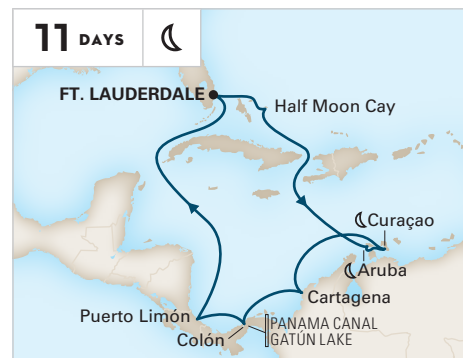 11 DAYS
FT. LAUDERDALE
Half Moon Cay
Curaçao
Aruba
Cartagena
Puerto Limón
PANAMA CANAL
Colón
GATÚN LAKE